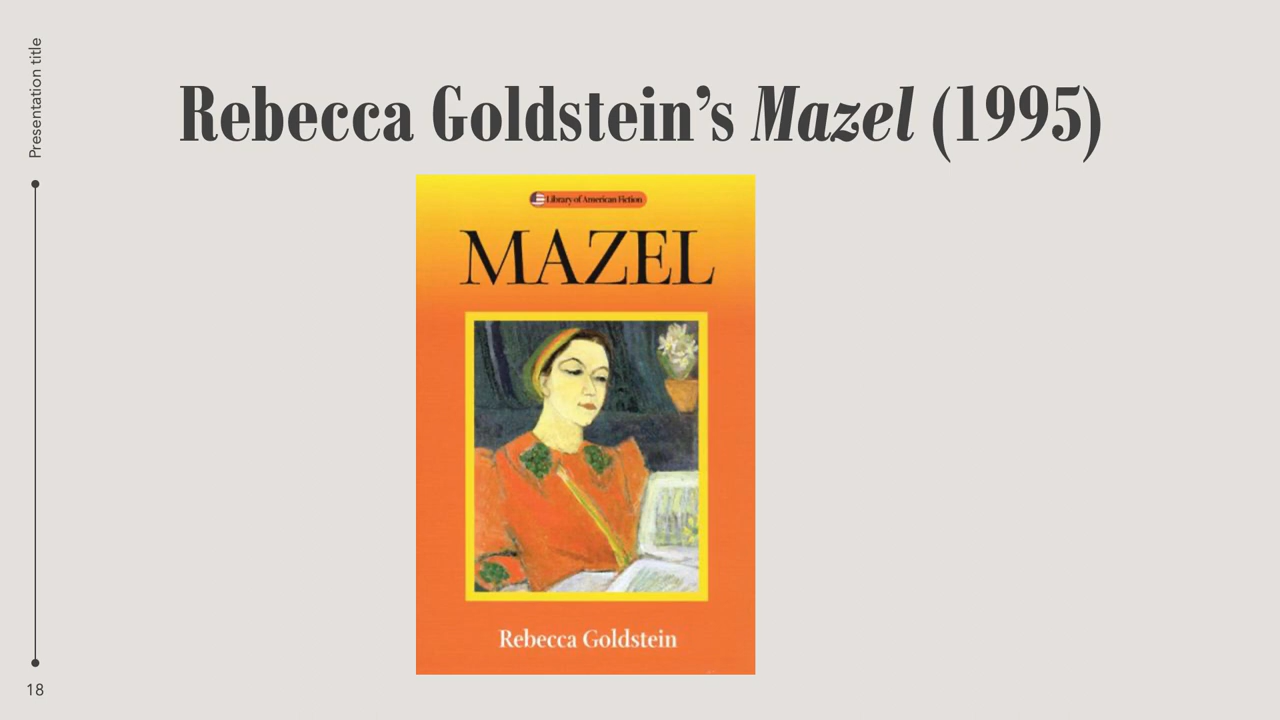 Presentation title
Rebecca Goldstein’s Mazel (1995)
Library of American Fiction
MAZEL
Rebecca Goldstein
18